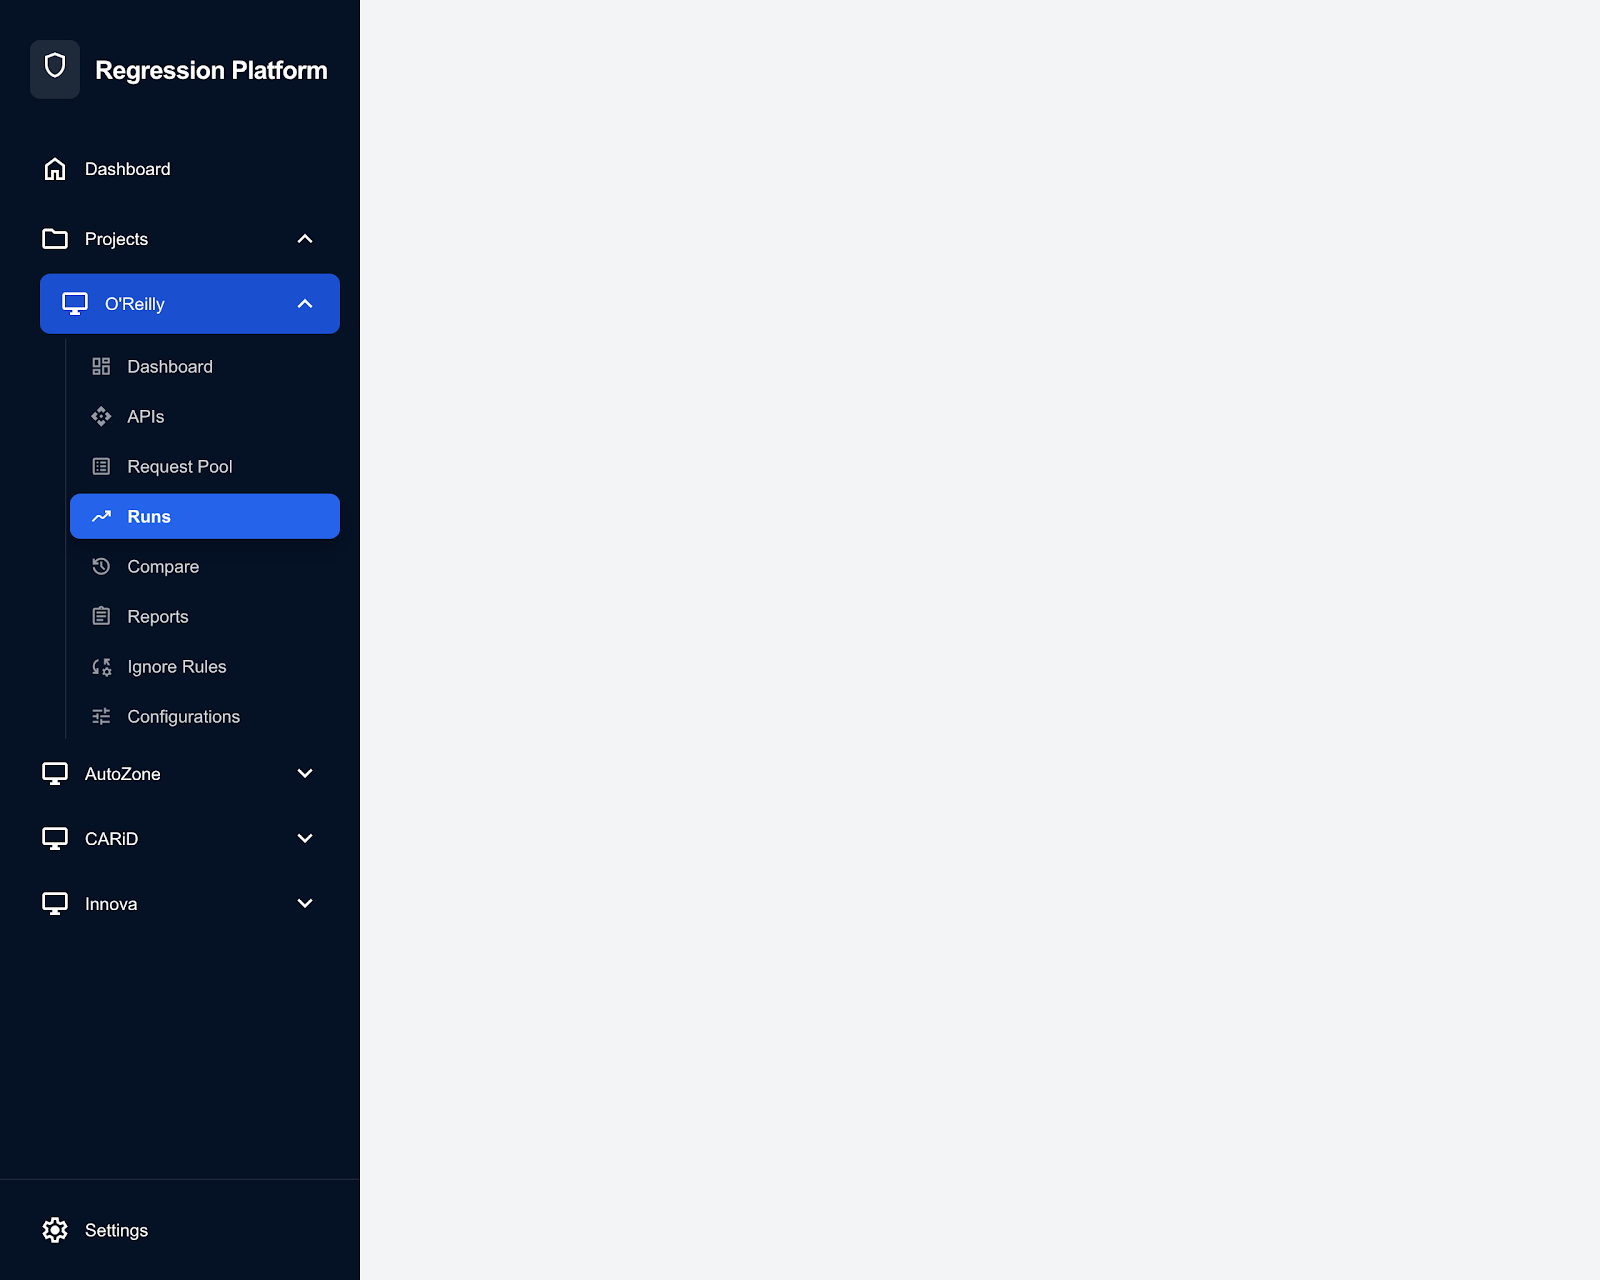 Regression Platform
Dashboard
Projects
O'Reilly
Dashboard
APIs
Request Pool
Runs
Compare
Reports
Ignore Rules
Configurations
AutoZone
CARiD
Innova
Settings